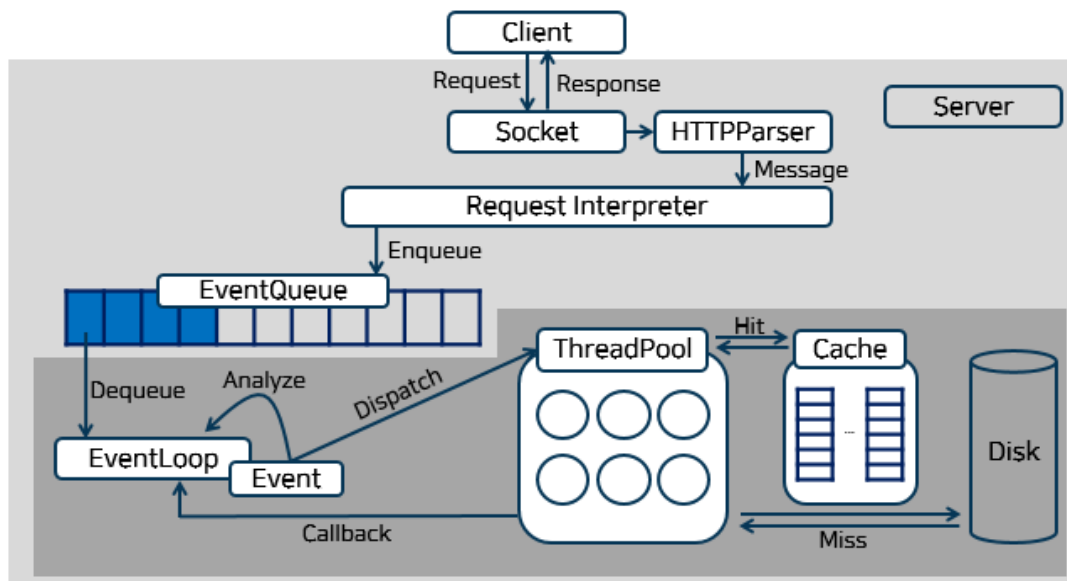 Client
Request
Response
Server
Socket
HTTPParser
Message
Request Interpreter
Enqueue
EventQueue
Hit
ThreadPool
Cache
Dequeue
Analyze
Dispatch
...
EventLoop
Event
Disk
Callback
Miss